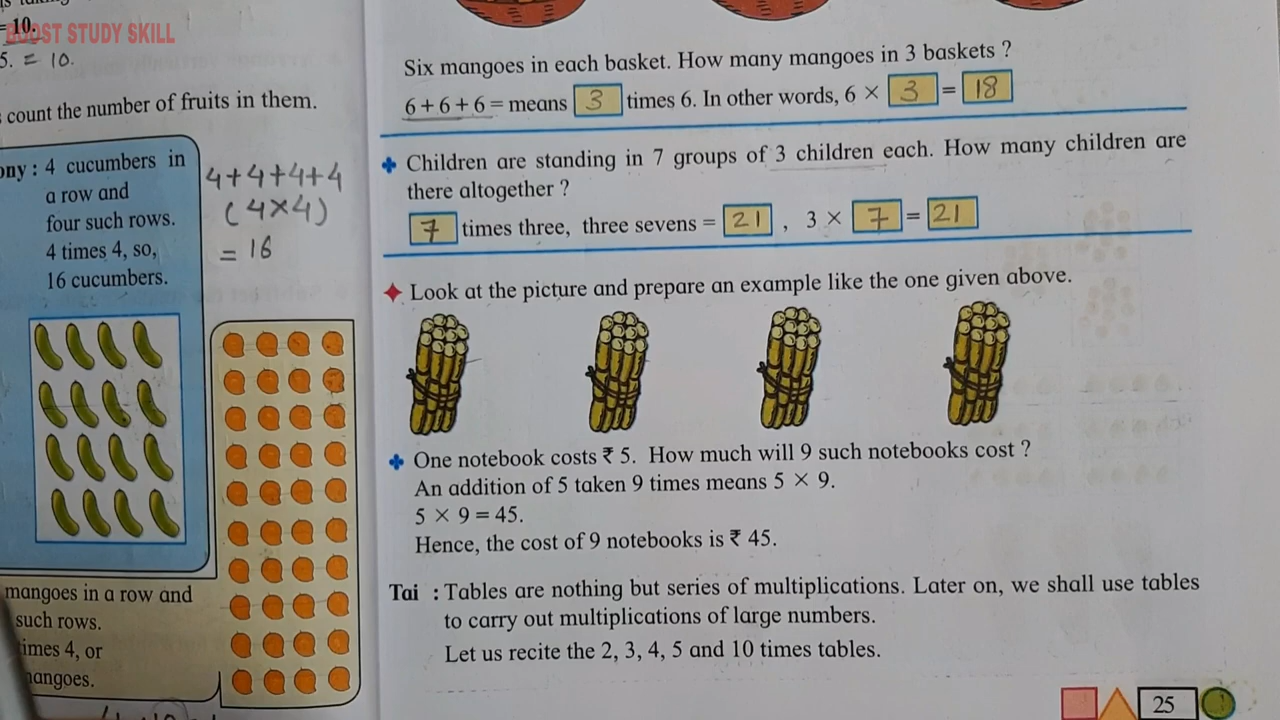 = 10.
BOOST STUDY SKILL
5. = 10.
count the number of fruits in them.
ony : 4 cucumbers in
a row and
four such rows.
4 times 4, so,
16 cucumbers.
4+4+4+4
(4×4)
= 16
mangoes in a row and
such rows.
times 4, or
mangoes.
Six mangoes in each basket. How many mangoes in 3 baskets ?
6 + 6 + 6 = means 3 times 6. In other words, 6 × 3 = 18
Children are standing in 7 groups of 3 children each. How many children are
there altogether ?
7 times three, three sevens = 21 , 3 × 7 = 21
Look at the picture and prepare an example like the one given above.
One notebook costs ₹ 5. How much will 9 such notebooks cost ?
An addition of 5 taken 9 times means 5 × 9.
5 × 9 = 45.
Hence, the cost of 9 notebooks is ₹ 45.
Tai : Tables are nothing but series of multiplications. Later on, we shall use tables
to carry out multiplications of large numbers.
Let us recite the 2, 3, 4, 5 and 10 times tables.
25